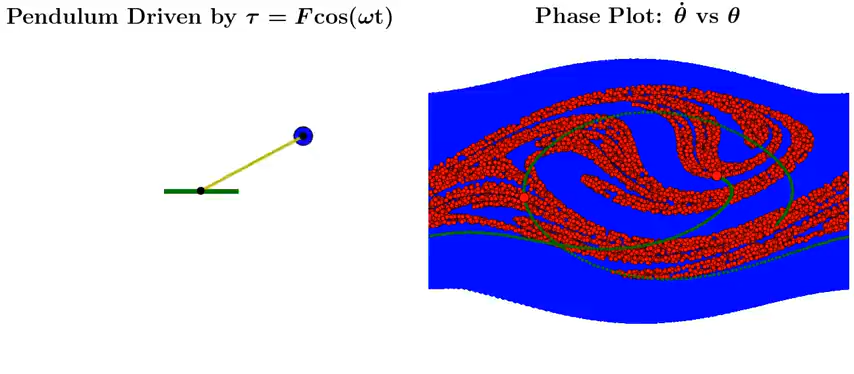 Pendulum Driven by τ = Fcos(ωt)
Phase Plot: θ̇ vs θ